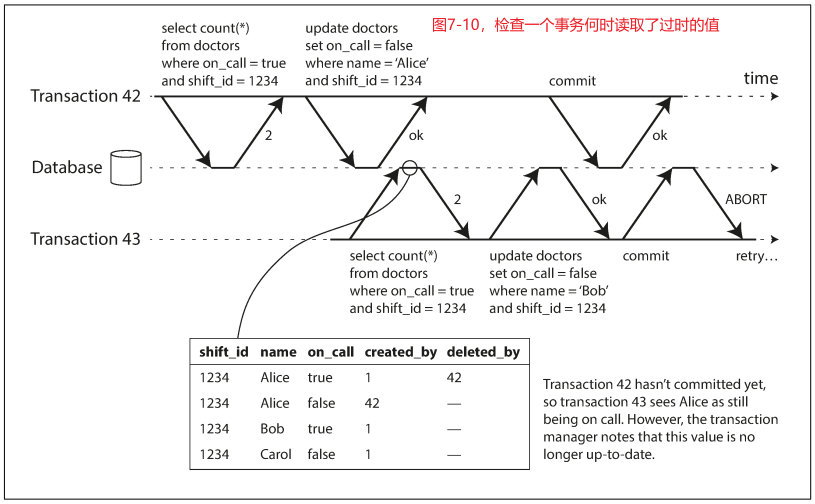 图7-10，检查一个事务何时读取了过时的值
select count(*)
from doctors
where on_call = true
and shift_id = 1234
update doctors
set on_call = false
where name = ‘Alice’
and shift_id = 1234
commit
time
Transaction 42
2
ok
ok
Database
2
ok
ABORT
Transaction 43
select count(*)
from doctors
where on_call = true
and shift_id = 1234
update doctors
set on_call = false
where name = ‘Bob’
and shift_id = 1234
commit
retry…
shift_id name on_call created_by deleted_by
1234 Alice true 1 42
1234 Alice false 42 —
1234 Bob true 1 —
1234 Carol false 1 —
Transaction 42 hasn’t committed yet,
so transaction 43 sees Alice as still
being on call. However, the transaction
manager notes that this value is no
longer up-to-date.